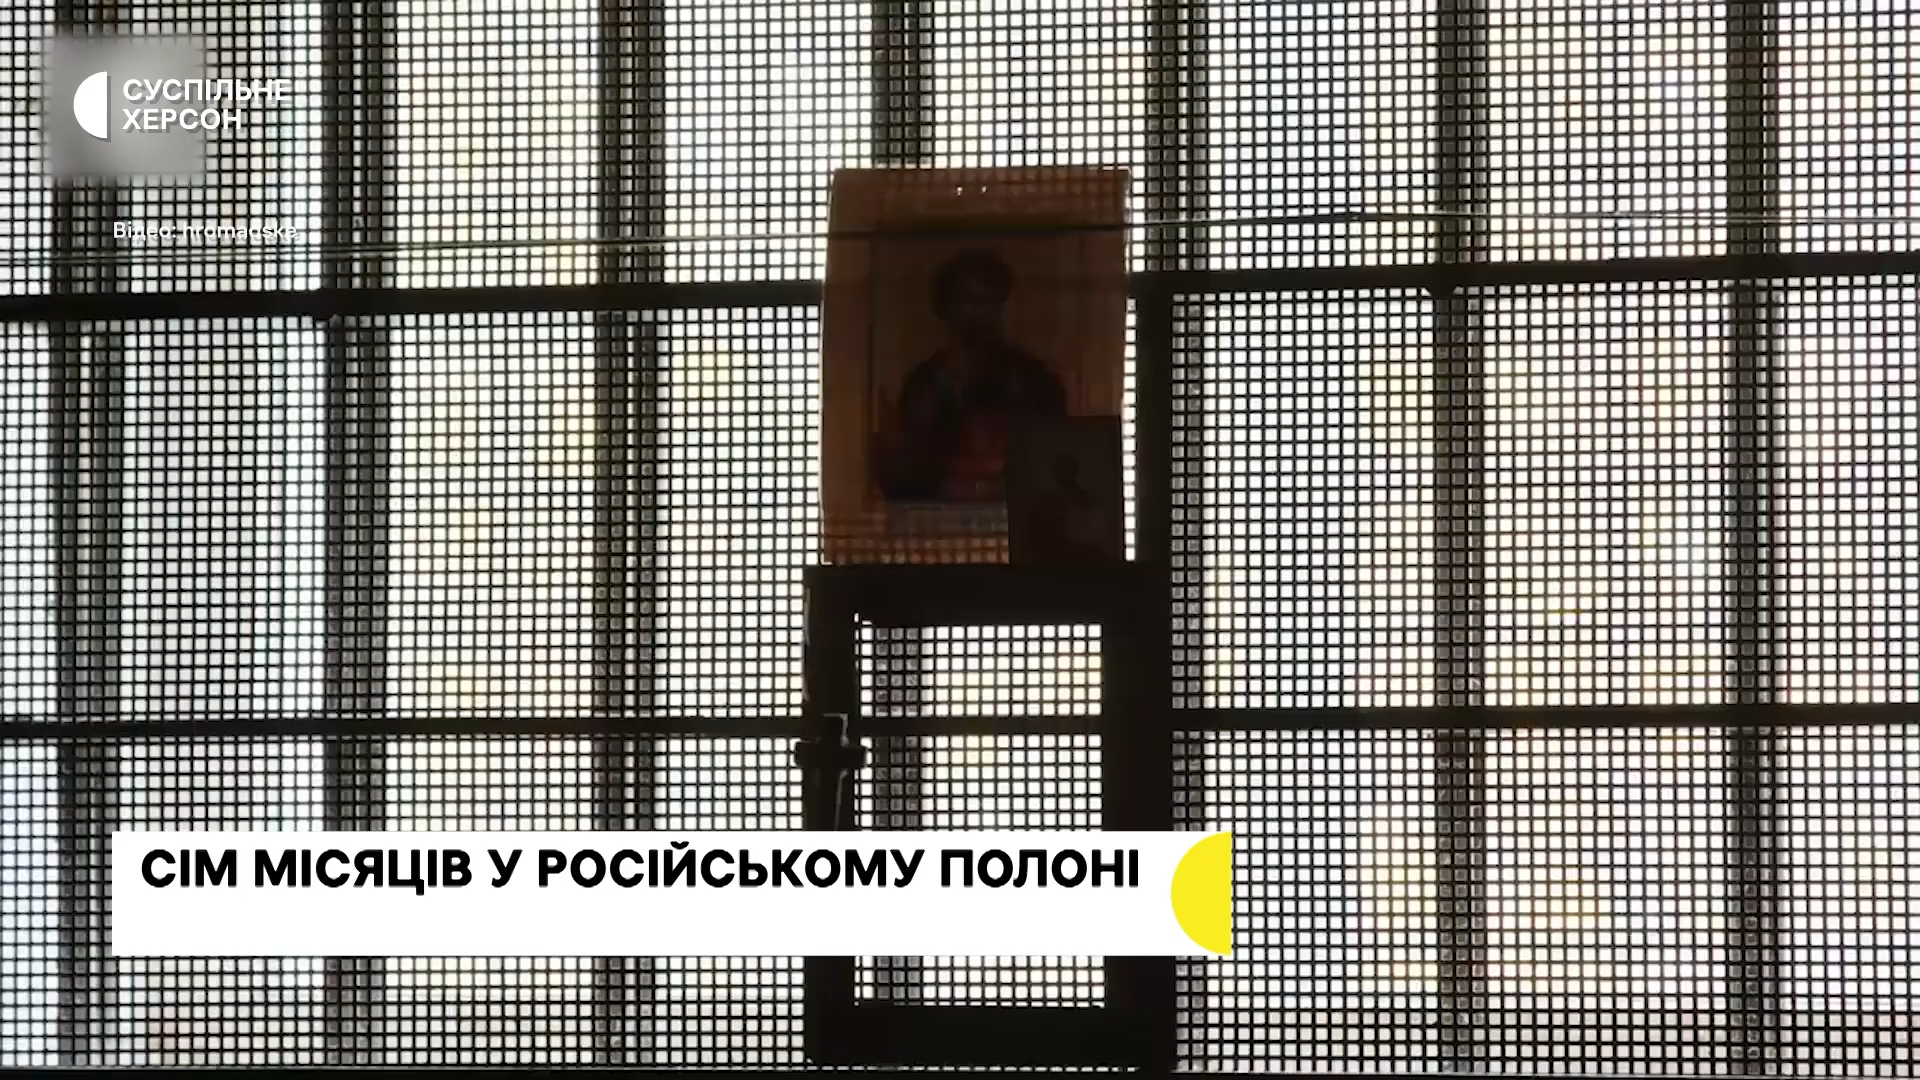 СУСПІЛЬНЕ
ХЕРСОН
Відео: hromadske
СІМ МІСЯЦІВ У РОСІЙСЬКОМУ ПОЛОНІ